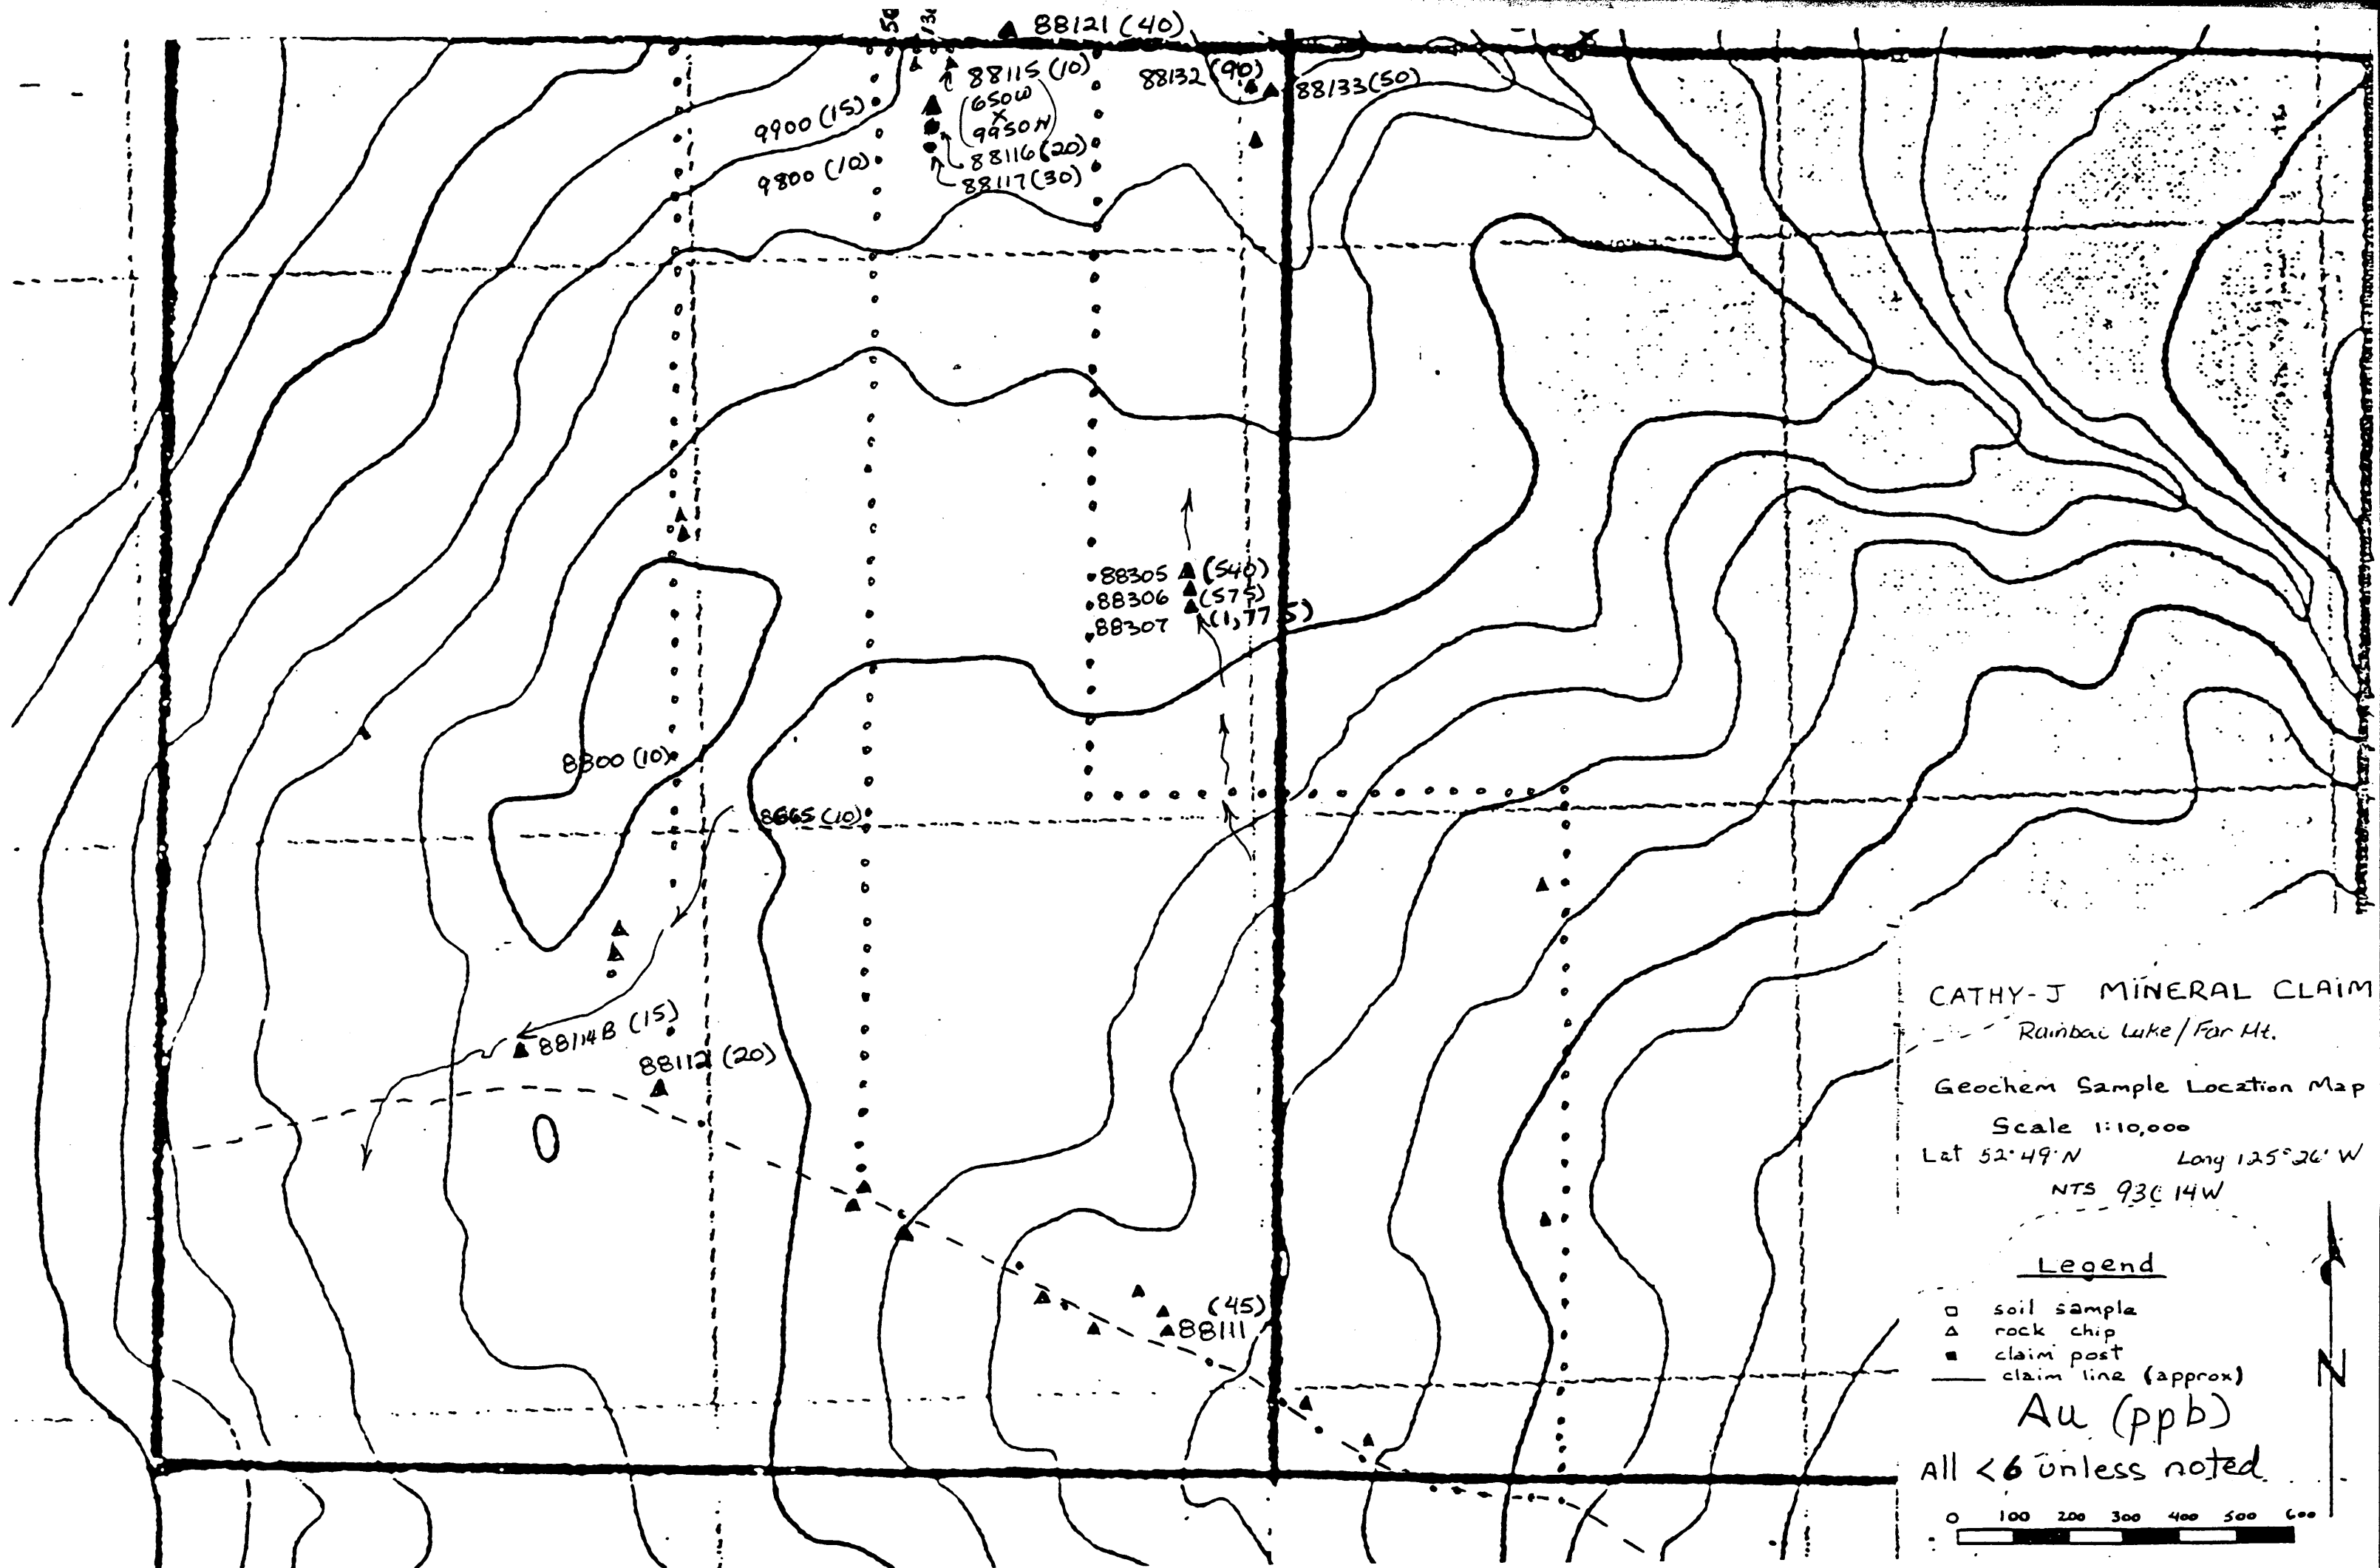 88121 (40)
88115 (10)
(650W
X
9950N)
88116 (20)
88117 (30)
9900 (15)
9800 (10)
88132 (90)
88133 (50)
88305 (540)
88306 (575)
88307 (1,775)
8800 (10)
8665 (10)
88114B (15)
88112 (20)
(45)
88111
CATHY-J MINERAL CLAIM
Geochem Sample Location Map
Scale 1:10,000
Lat 52°49'N Long 125°26' W
NTS 93C 14W
Legend
soil sample
rock chip
claim post
claim line (approx)
Au (ppb)
All <6 unless noted
0 100 200 300 400 500 600
N